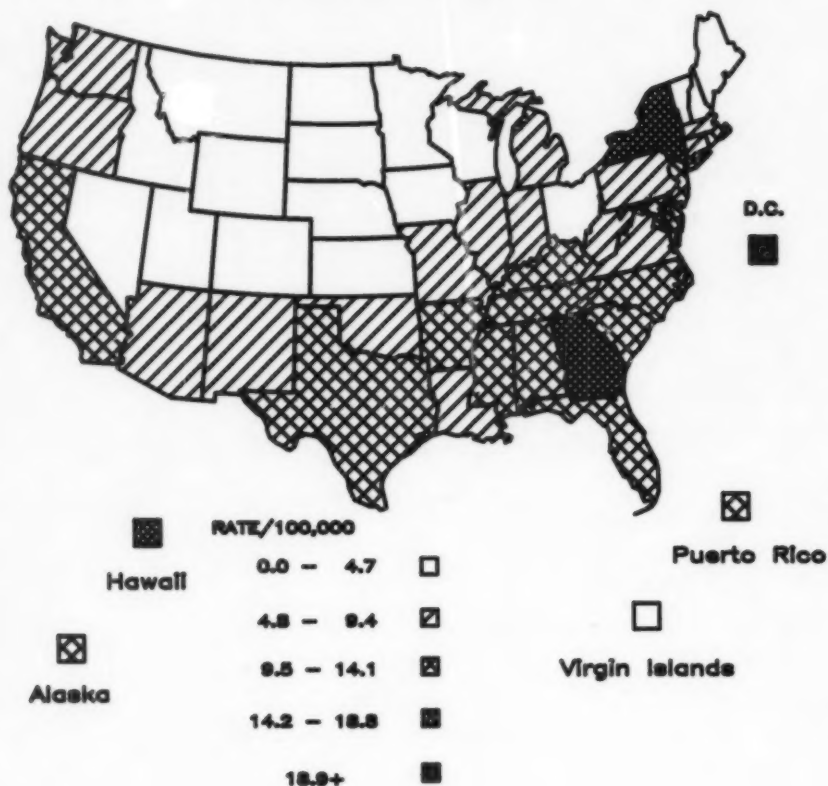 D.C.
Puerto Rico
Hawaii
RATE/100,000
0.0 - 4.7
4.8 - 9.4
9.5 - 14.1
14.2 - 18.8
18.9+
Alaska
Virgin Islands